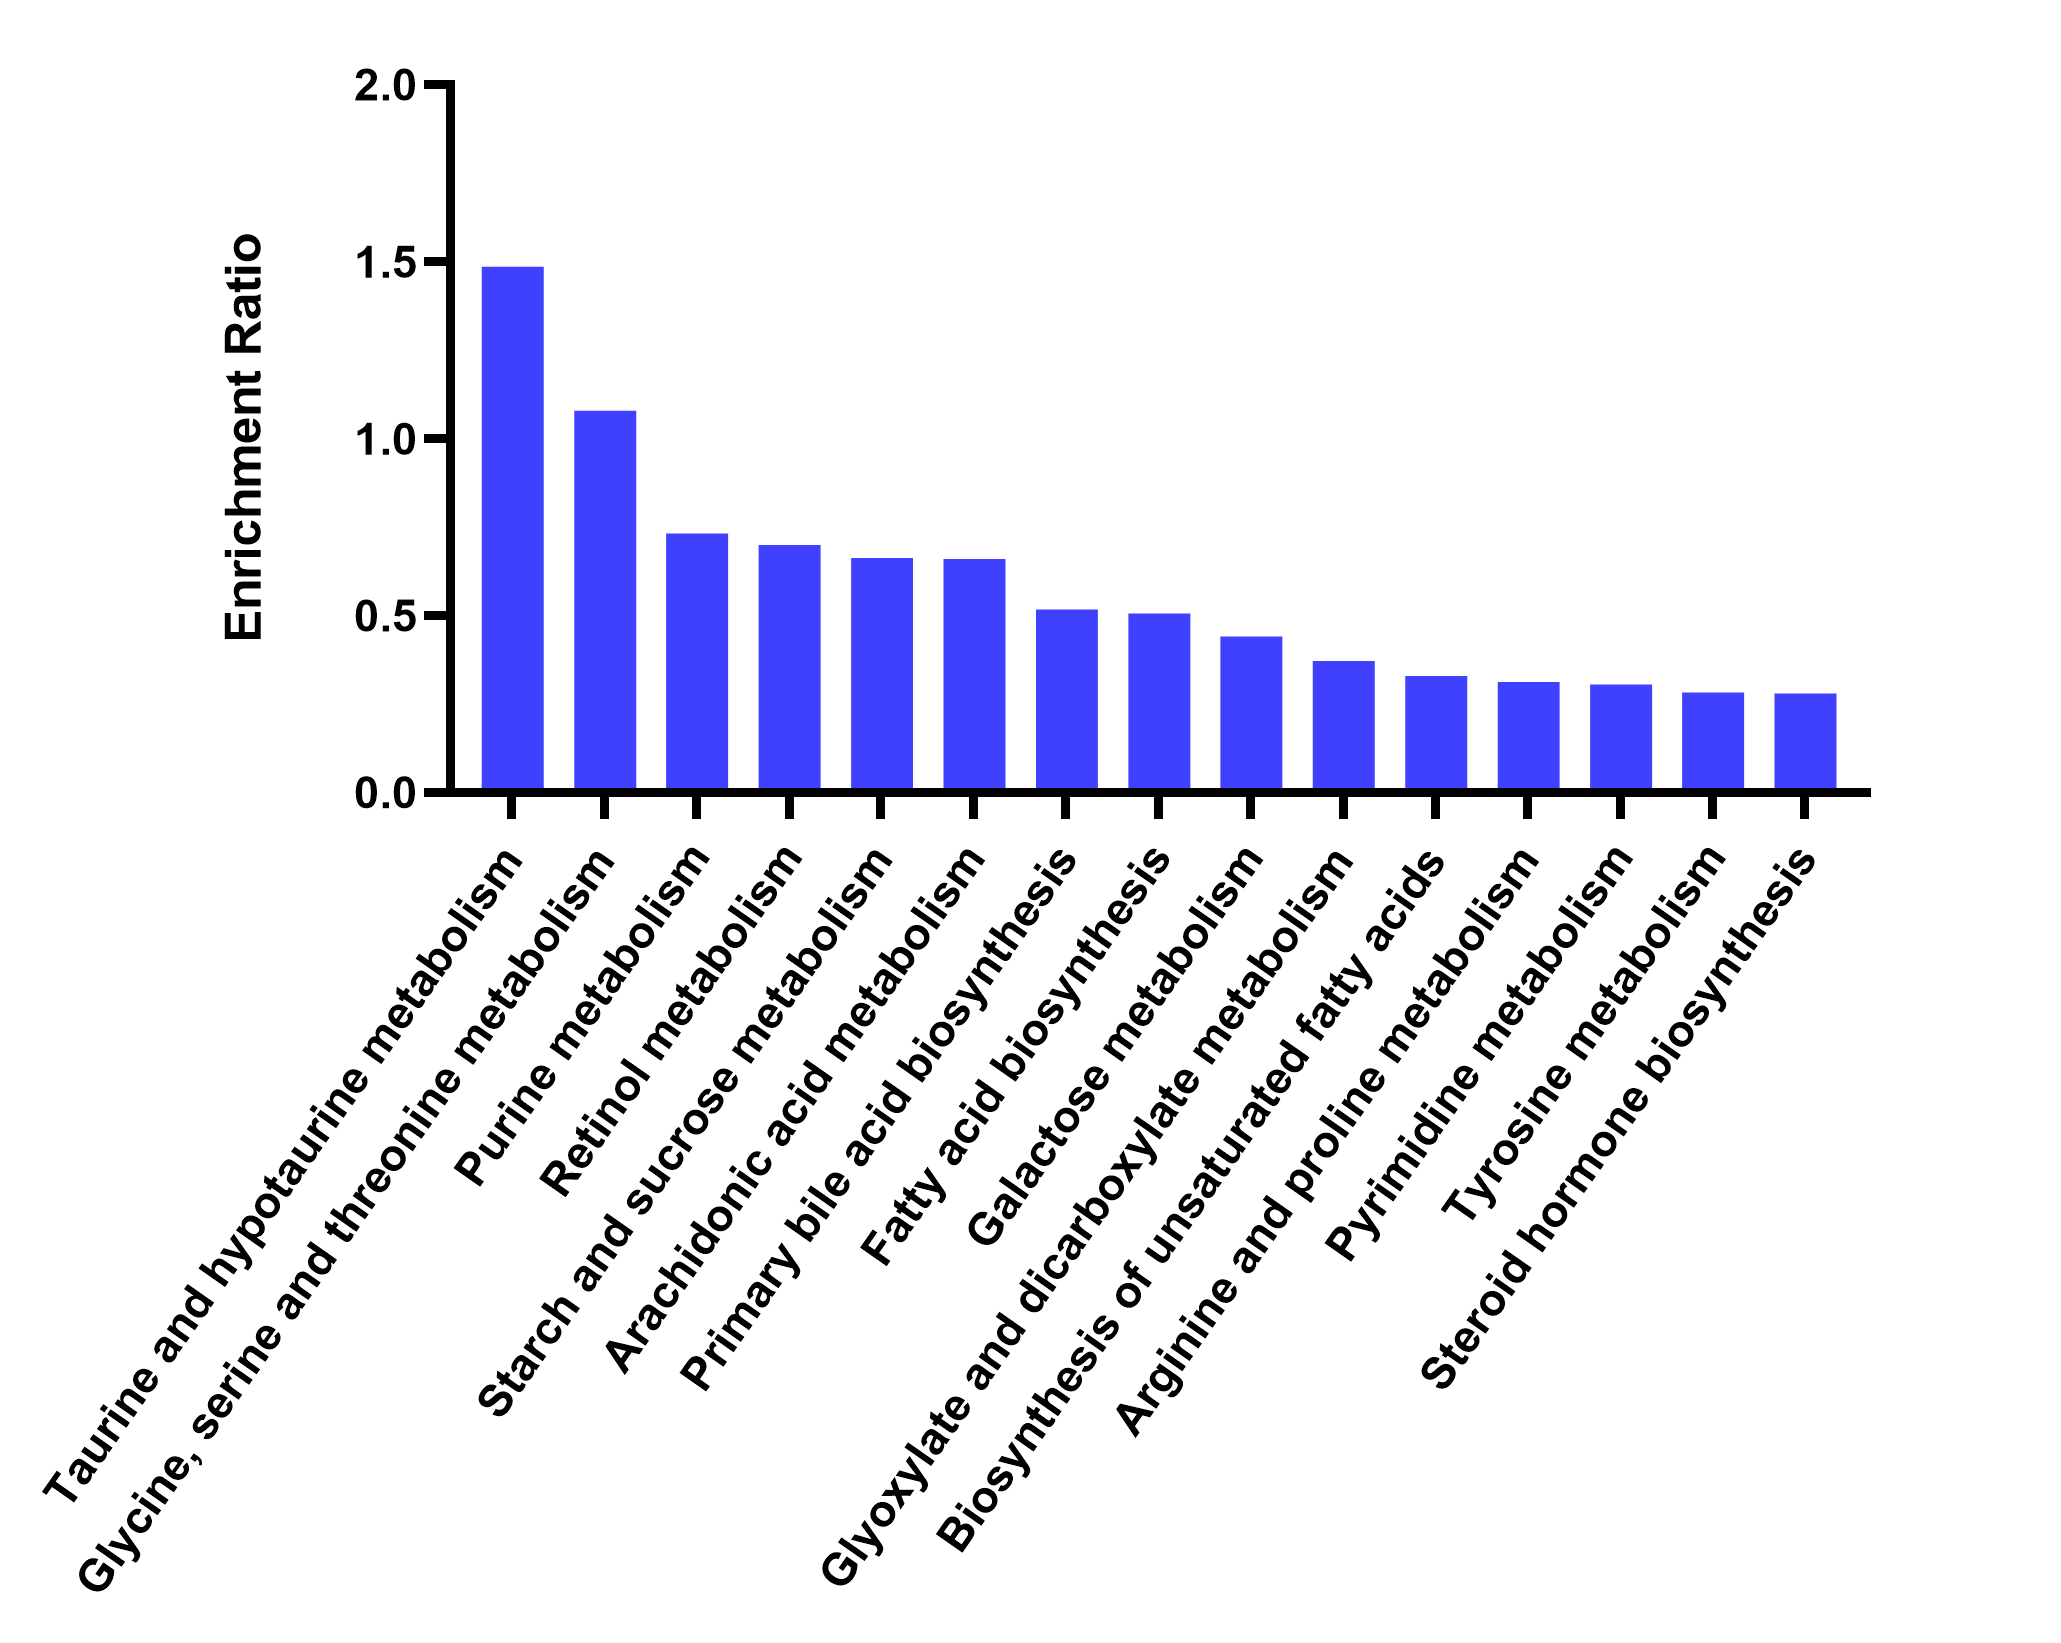 Enrichment Ratio
2.0
1.5
1.0
0.5
0.0
Taurine and hypotaurine metabolism
Glycine, serine and threonine metabolism
Purine metabolism
Retinol metabolism
Starch and sucrose metabolism
Arachidonic acid metabolism
Primary bile acid biosynthesis
Fatty acid biosynthesis
Galactose metabolism
Glyoxylate and dicarboxylate metabolism
Biosynthesis of unsaturated fatty acids
Arginine and proline metabolism
Pyrimidine metabolism
Tyrosine metabolism
Steroid hormone biosynthesis